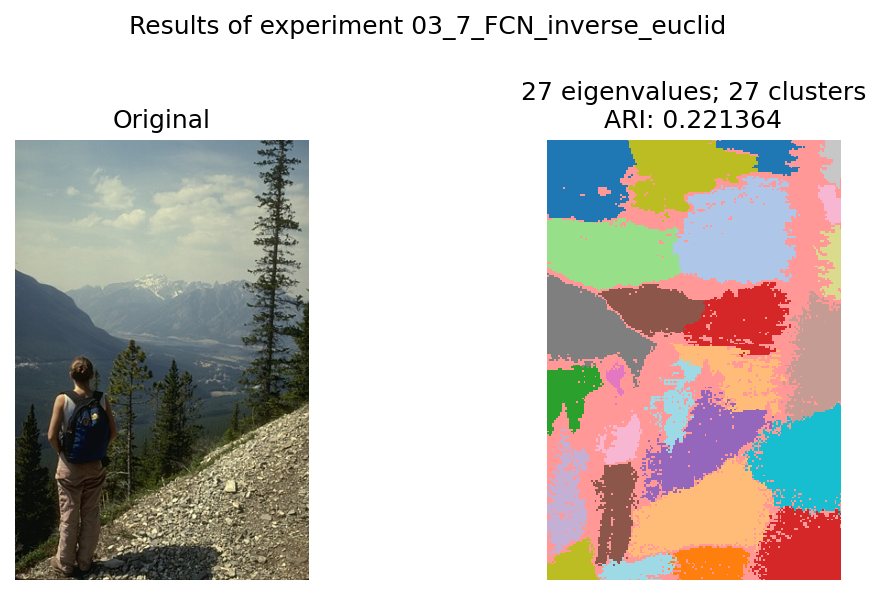 Results of experiment 03_7_FCN_inverse_euclid
Original
27 eigenvalues; 27 clusters
ARI: 0.221364